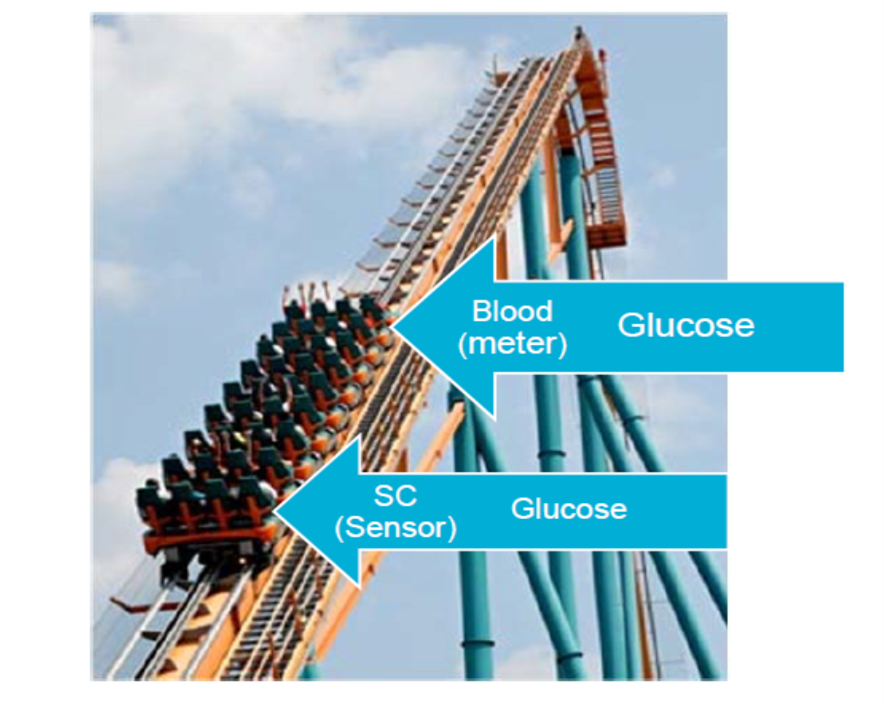 Blood
(meter)
Glucose
SC
(Sensor)
Glucose